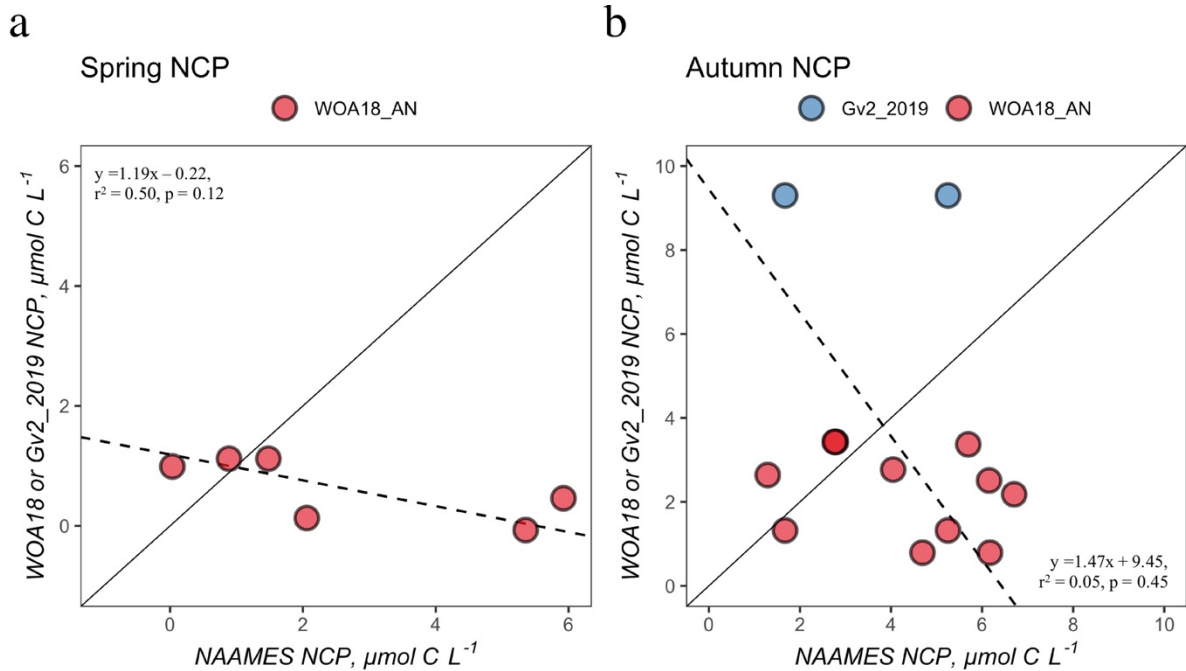 a
Spring NCP
WOA18_AN
y =1.19x – 0.22,
r² = 0.50, p = 0.12
6
4
2
0
WOA18 or Gv2_2019 NCP, µmol C L⁻¹
0
2
4
6
NAAMES NCP, µmol C L⁻¹
b
Autumn NCP
Gv2_2019
WOA18_AN
10
8
6
4
2
0
WOA18 or Gv2_2019 NCP, µmol C L⁻¹
y =1.47x + 9.45,
r² = 0.05, p = 0.45
0
2
4
6
8
10
NAAMES NCP, µmol C L⁻¹